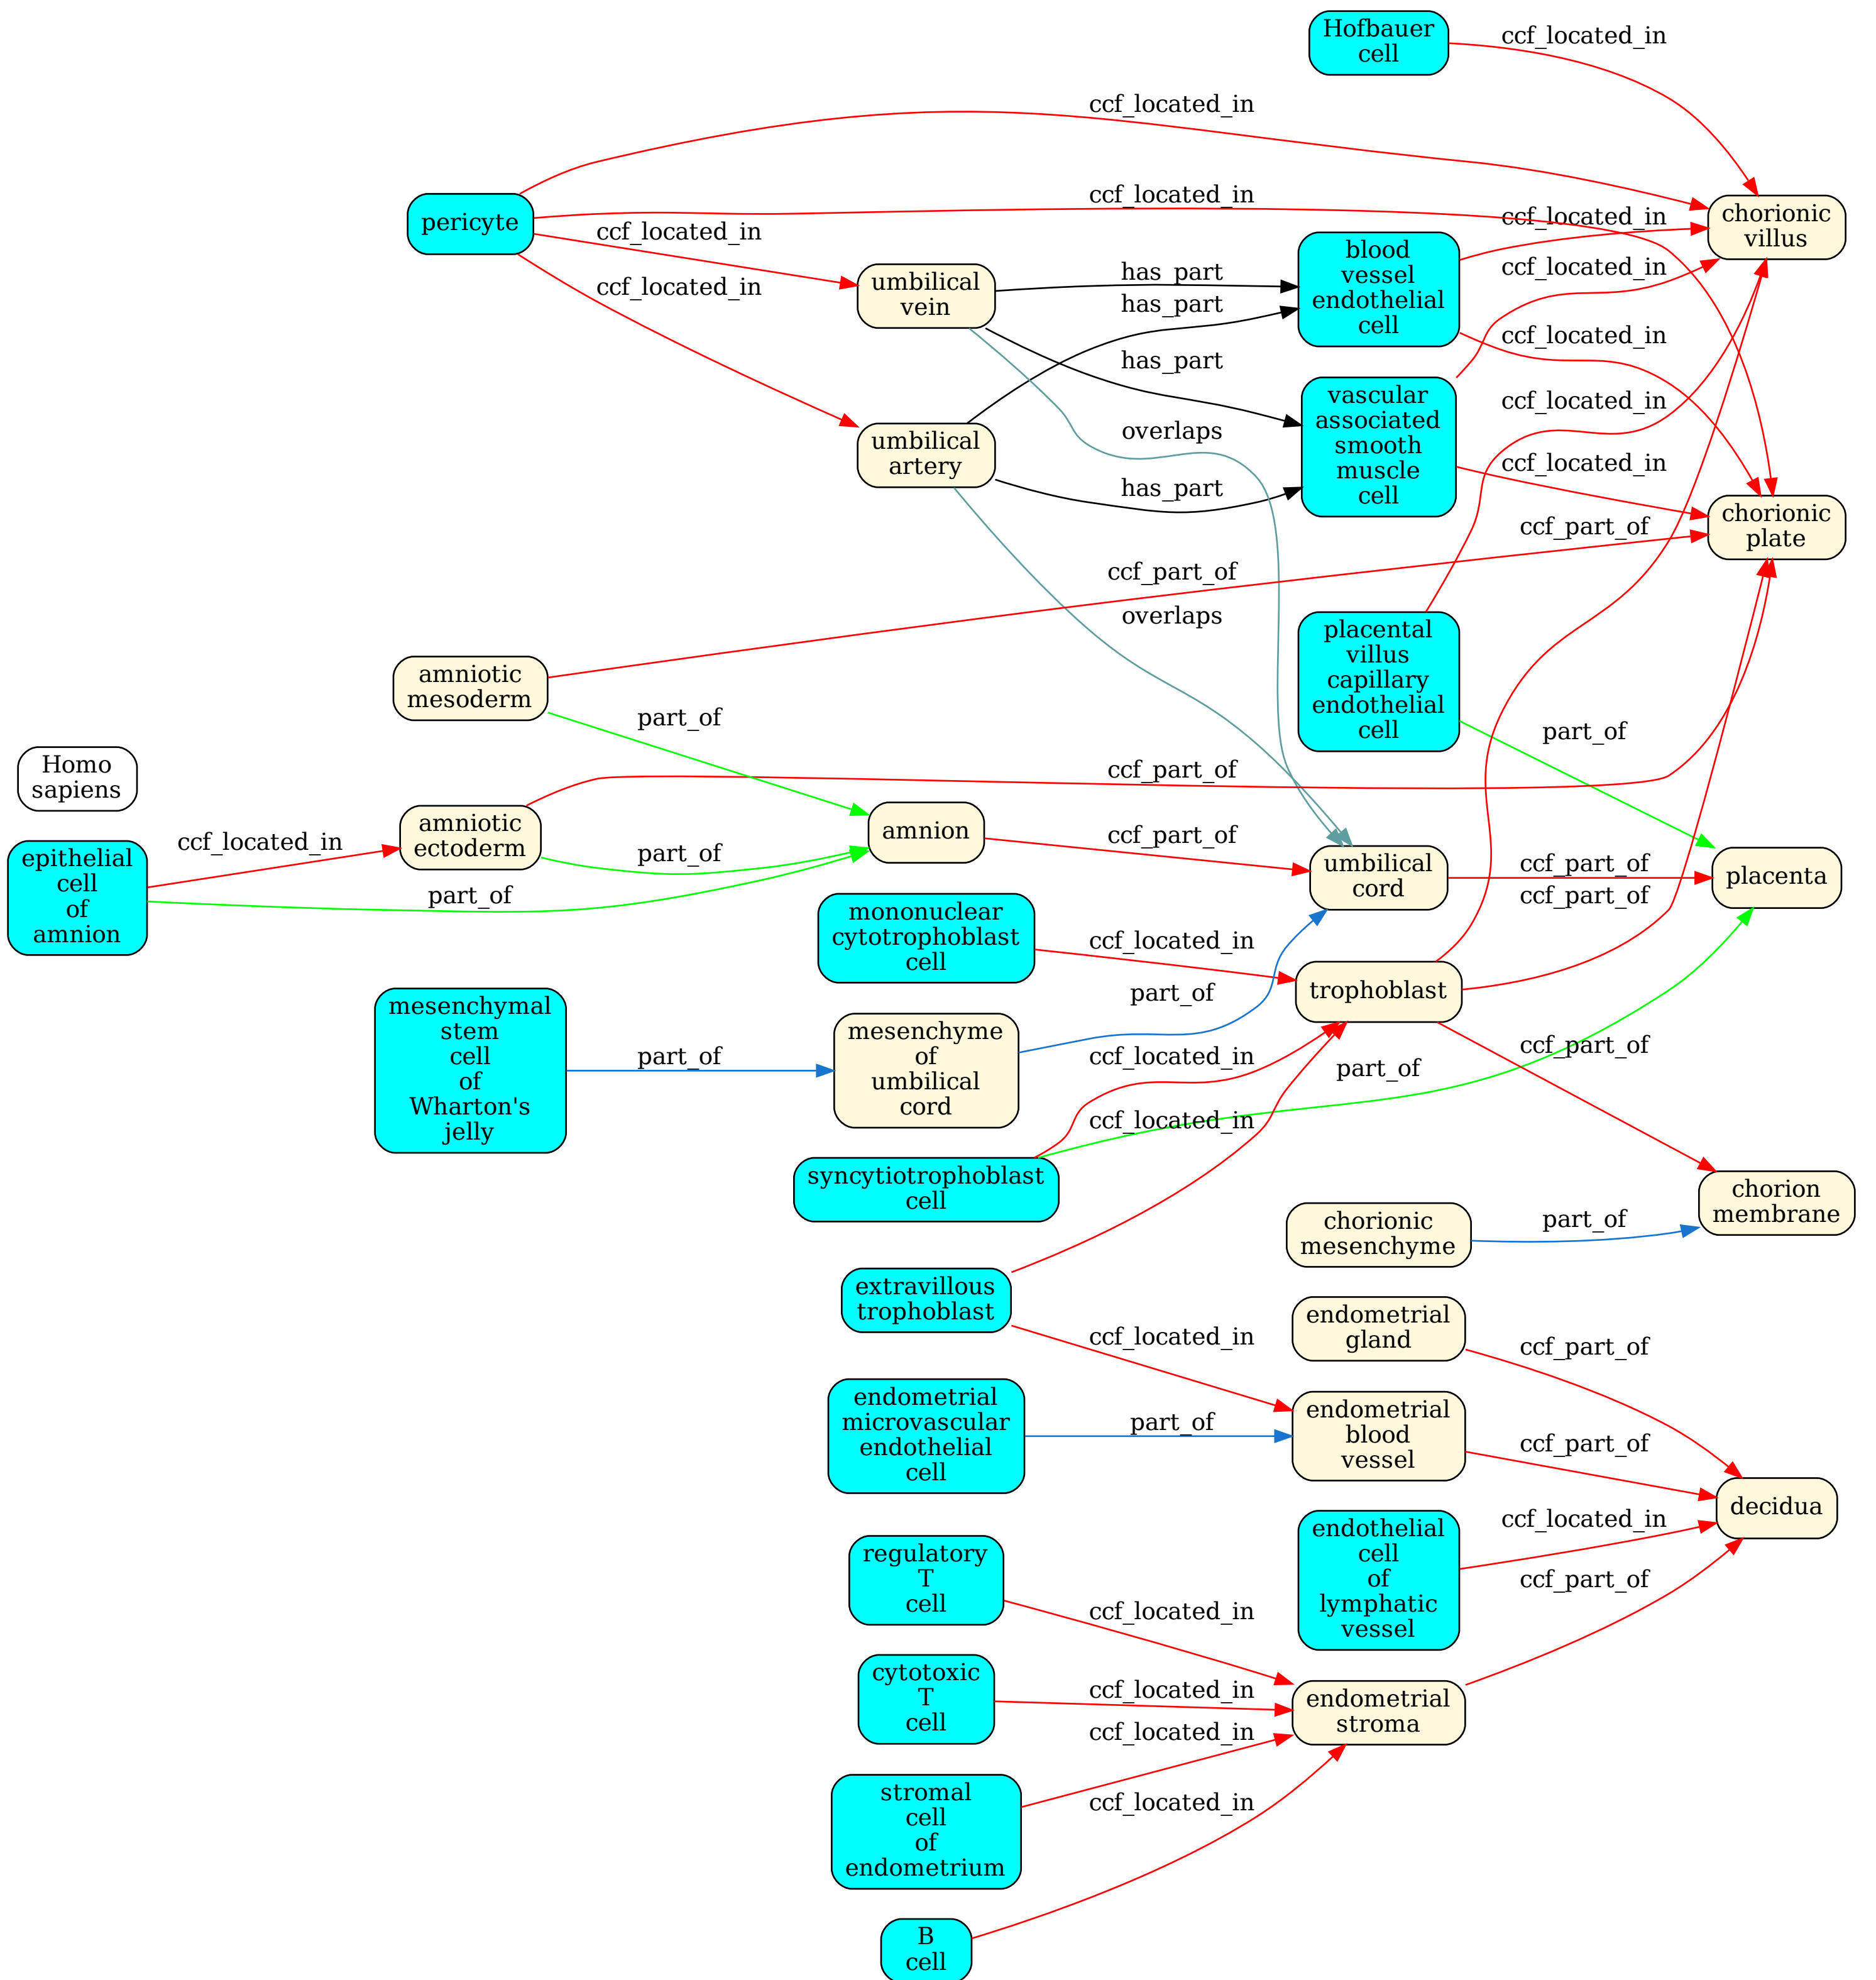 Hofbauer
cell
ccf_located_in
ccf_located_in
pericyte
ccf_located_in
ccf_located_in
ccf_located_in
umbilical
vein
has_part
has_part
blood
vessel
endothelial
cell
ccf_located_in
ccf_located_in
chorionic
villus
ccf_located_in
umbilical
artery
has_part
overlaps
has_part
overlaps
vascular
associated
smooth
muscle
cell
ccf_located_in
ccf_located_in
ccf_part_of
chorionic
plate
ccf_part_of
placental
villus
capillary
endothelial
cell
part_of
amniotic
mesoderm
part_of
Homo
sapiens
ccf_part_of
epithelial
cell
of
amnion
ccf_located_in
part_of
amniotic
ectoderm
part_of
amnion
ccf_part_of
umbilical
cord
ccf_part_of
ccf_part_of
placenta
mononuclear
cytotrophoblast
cell
ccf_located_in
part_of
trophoblast
mesenchymal
stem
cell
of
Wharton's
jelly
part_of
mesenchyme
of
umbilical
cord
ccf_located_in
part_of
ccf_part_of
ccf_located_in
syncytiotrophoblast
cell
chorion
membrane
chorionic
mesenchyme
part_of
extravillous
trophoblast
ccf_located_in
endometrial
gland
ccf_part_of
endometrial
microvascular
endothelial
cell
part_of
endometrial
blood
vessel
ccf_part_of
decidua
endothelial
cell
of
lymphatic
vessel
ccf_located_in
ccf_part_of
regulatory
T
cell
ccf_located_in
cytotoxic
T
cell
ccf_located_in
ccf_located_in
endometrial
stroma
stromal
cell
of
endometrium
ccf_located_in
B
cell